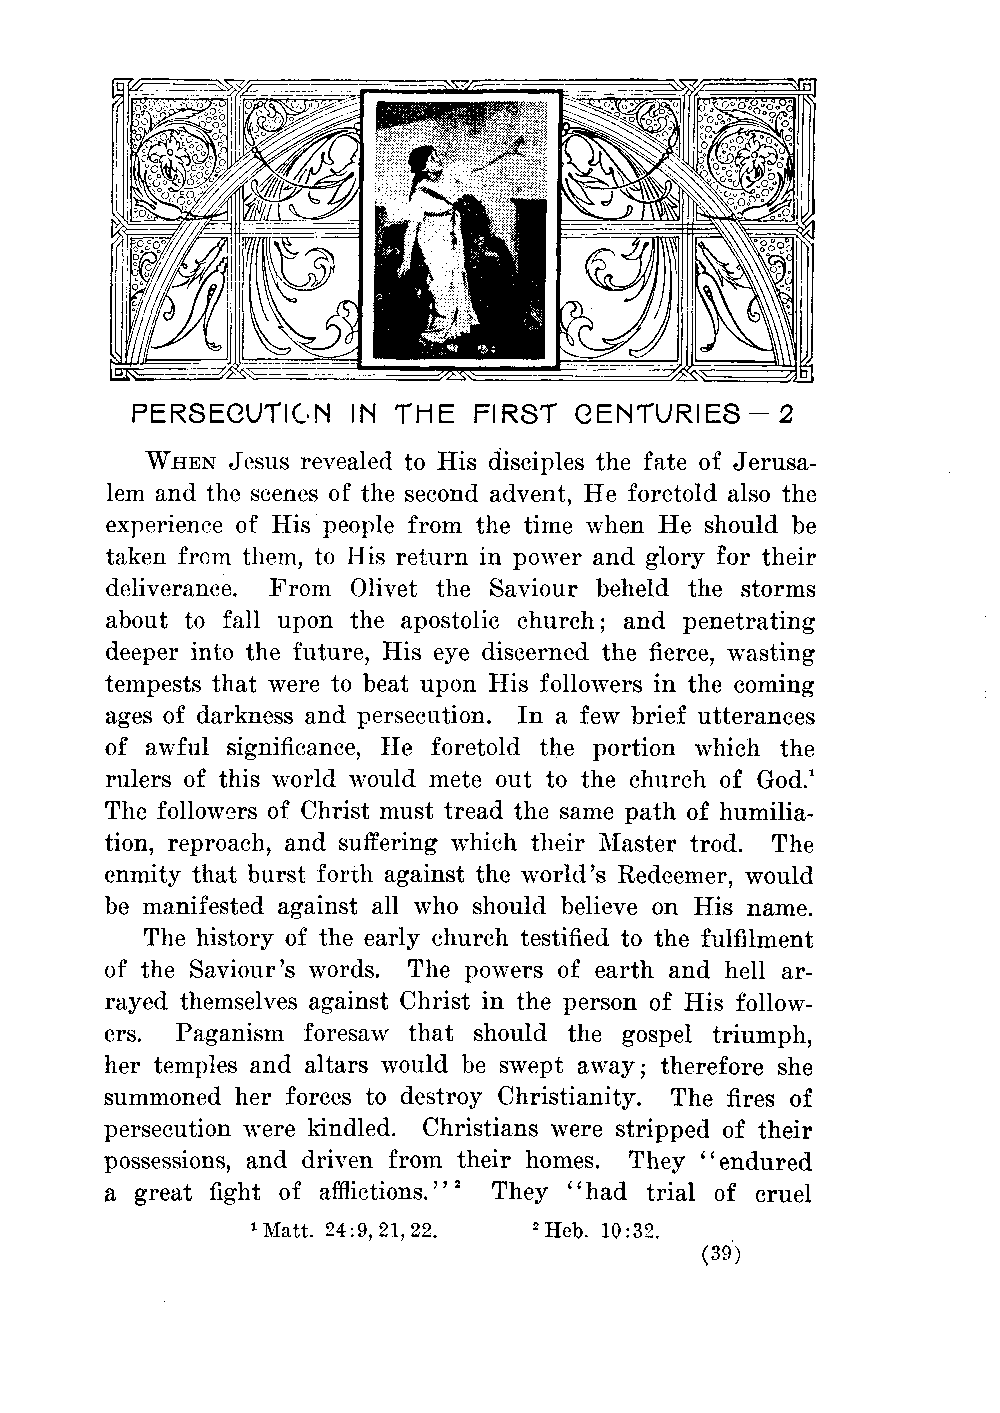 PERSECUTION IN THE FIRST CENTURIES — 2
WHEN Jesus revealed to His disciples the fate of Jerusa-
lem and the scenes of the second advent, He foretold also the
experience of His people from the time when He should be
taken from them, to His return in power and glory for their
deliverance. From Olivet the Saviour beheld the storms
about to fall upon the apostolic church; and penetrating
deeper into the future, His eye discerned the fierce, wasting
tempests that were to beat upon His followers in the coming
ages of darkness and persecution. In a few brief utterances
of awful significance, He foretold the portion which the
rulers of this world would mete out to the church of God.¹
The followers of Christ must tread the same path of humilia-
tion, reproach, and suffering which their Master trod. The
enmity that burst forth against the world's Redeemer, would
be manifested against all who should believe on His name.
The history of the early church testified to the fulfilment
of the Saviour's words. The powers of earth and hell ar-
rayed themselves against Christ in the person of His follow-
ers. Paganism foresaw that should the gospel triumph,
her temples and altars would be swept away; therefore she
summoned her forces to destroy Christianity. The fires of
persecution were kindled. Christians were stripped of their
possessions, and driven from their homes. They "endured
a great fight of afflictions."² They "had trial of cruel
¹ Matt. 24:9, 21, 22. ² Heb. 10:32.
(39)